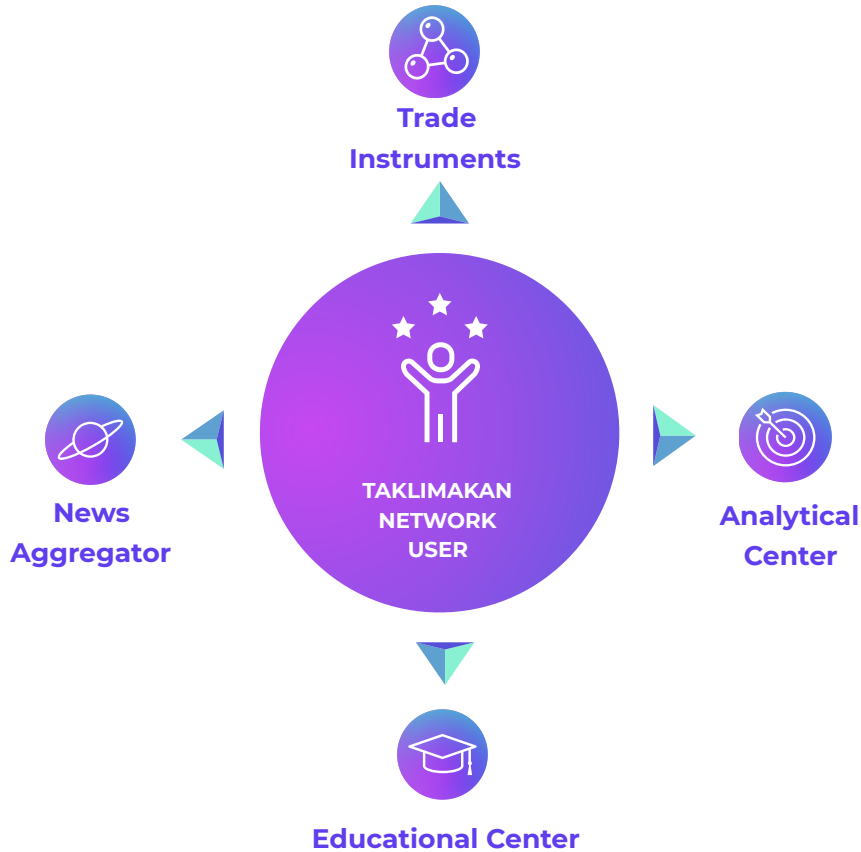 Trade
Instruments
TAKLIMAKAN
NETWORK
USER
News
Aggregator
Analytical
Center
Educational Center